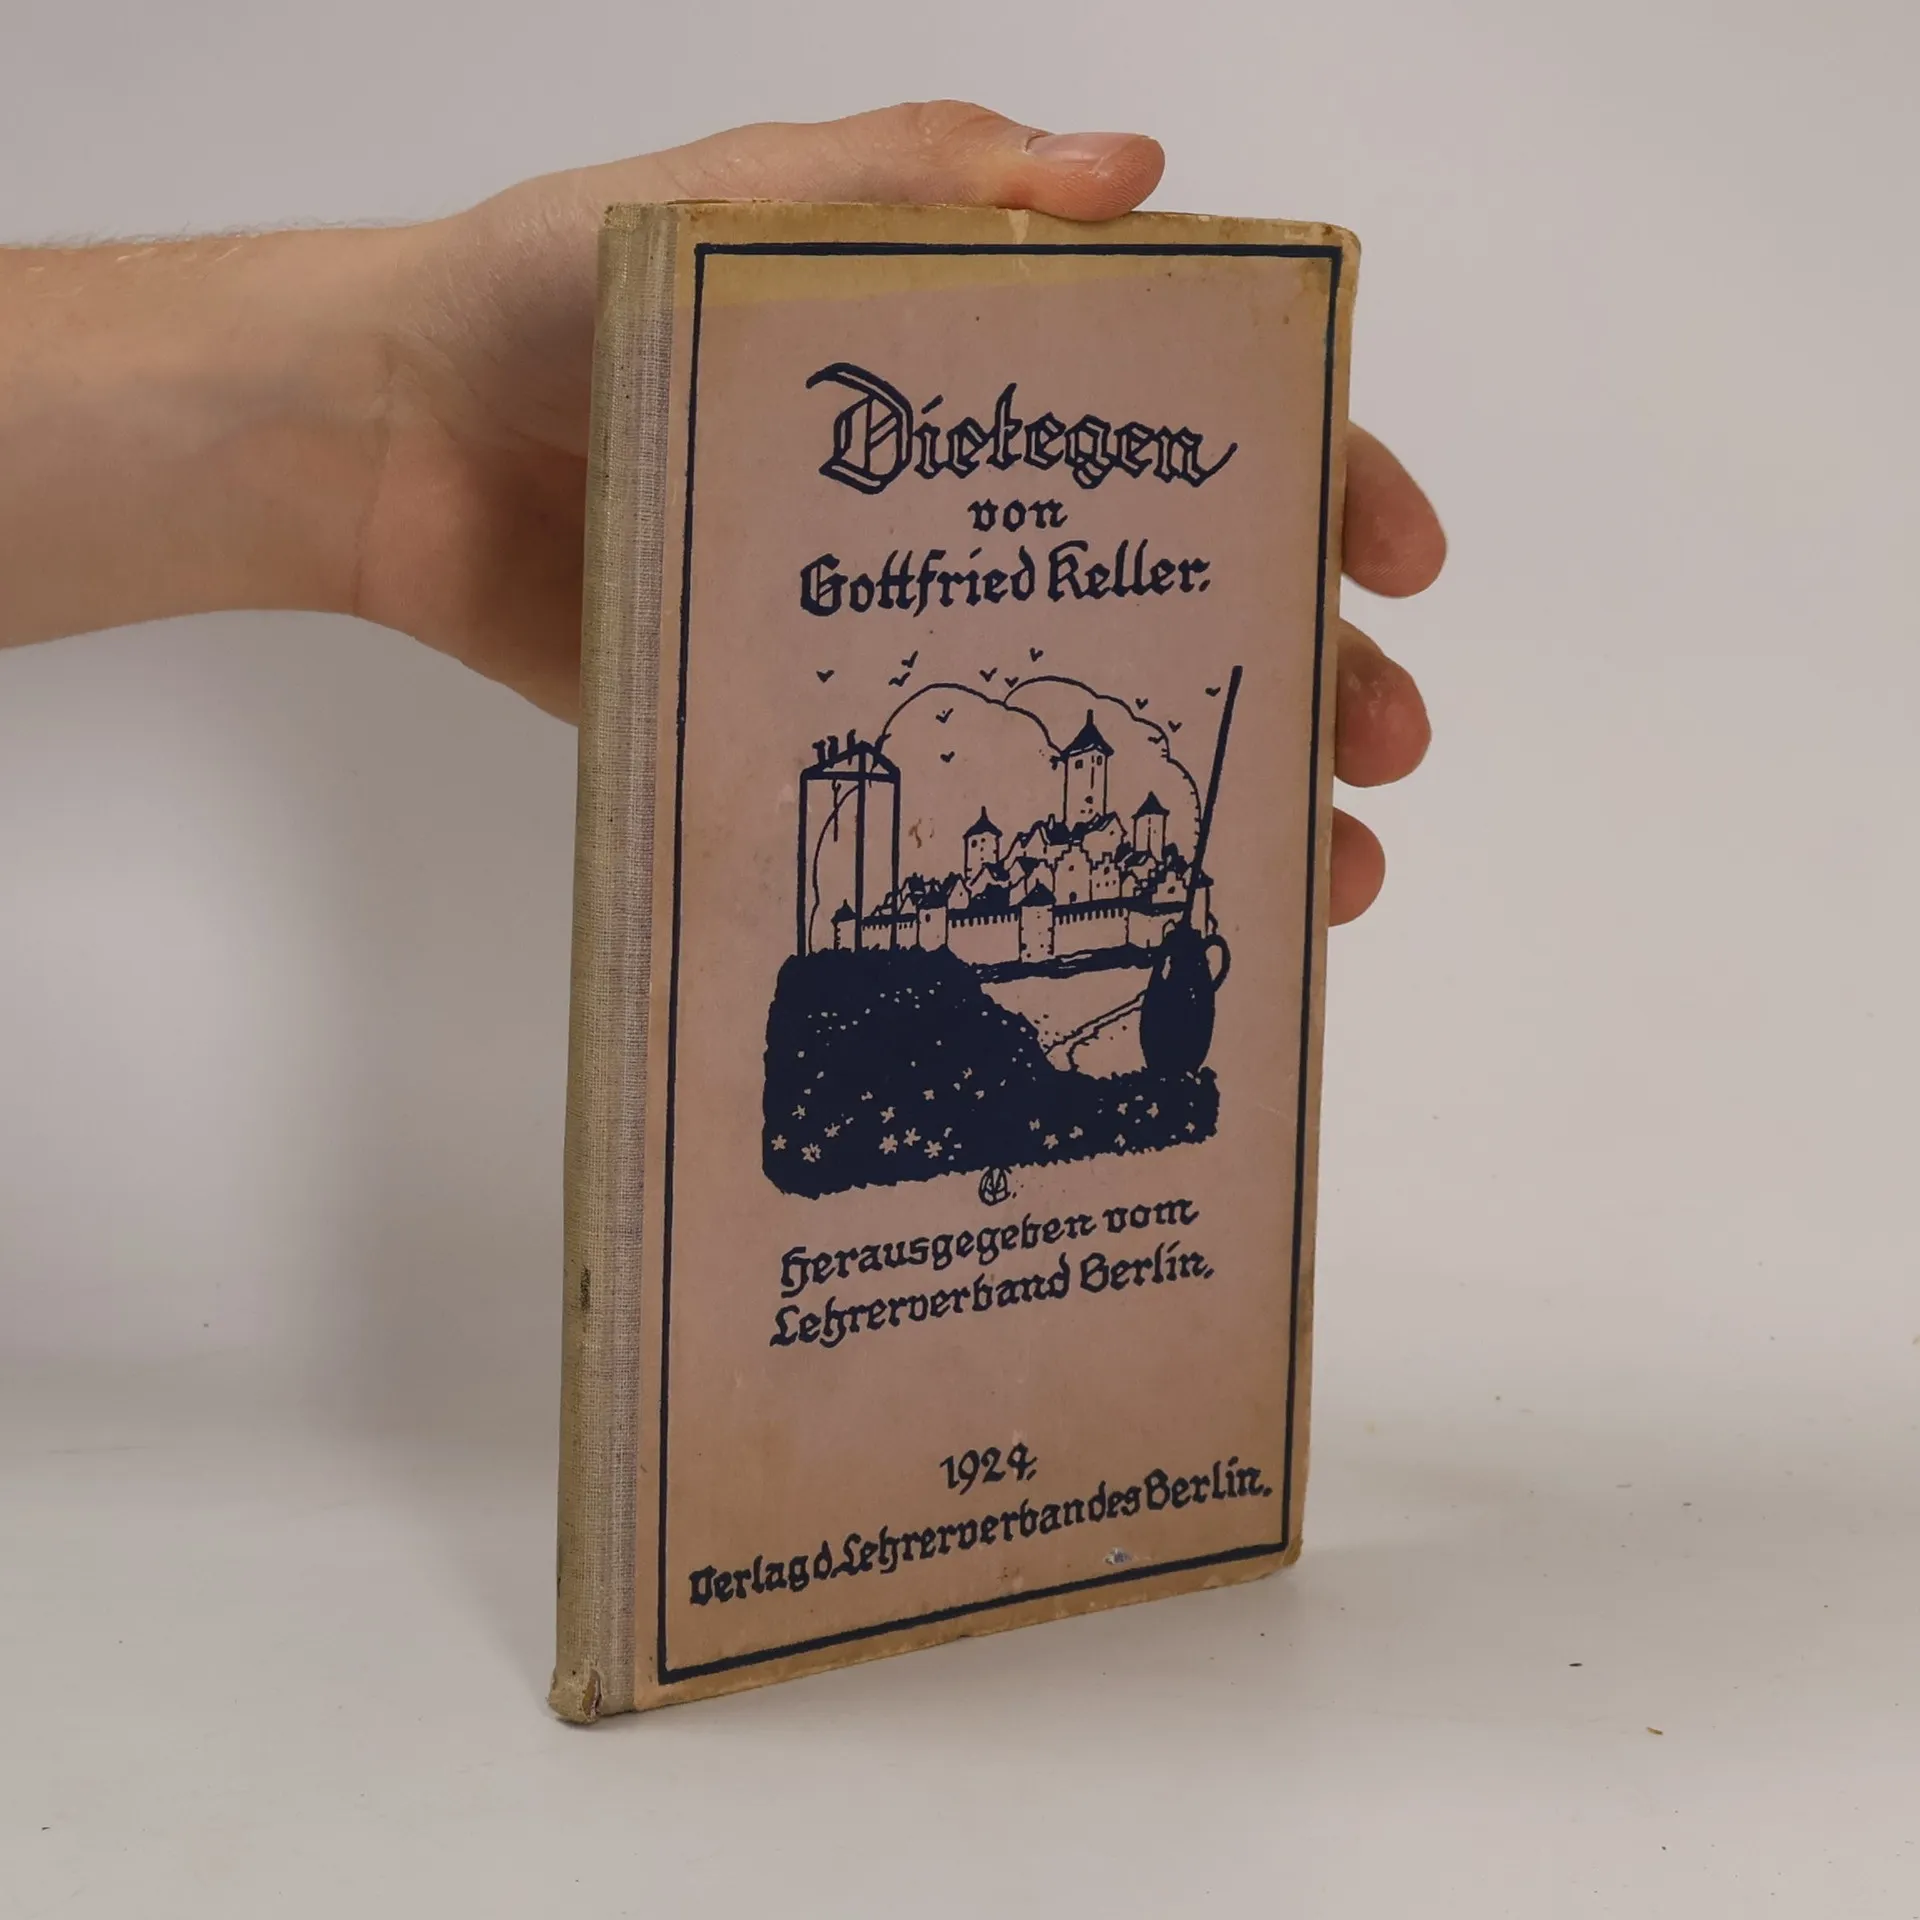 Dietegen
von
Gottfried Keller.
Herausgegeben vom
Lehrerverband Berlin.
1924.
Verlag d. Lehrerverbandes Berlin.